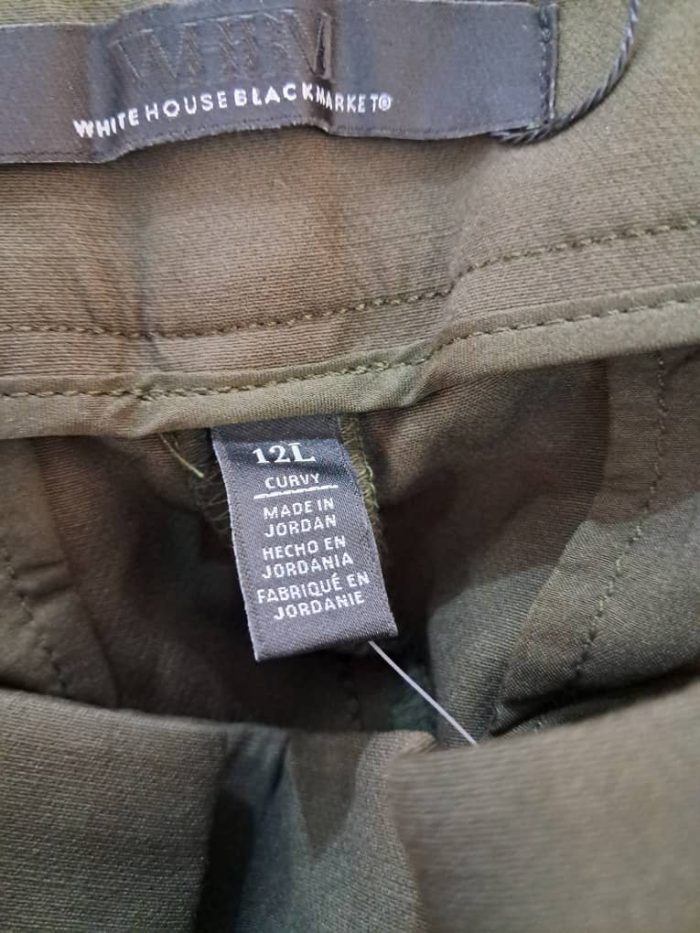 WHBM
WHITE HOUSE BLACK MARKET®
12L
CURVY
MADE IN
JORDAN
HECHO EN
JORDANIA
FABRIQUÉ EN
JORDANIE